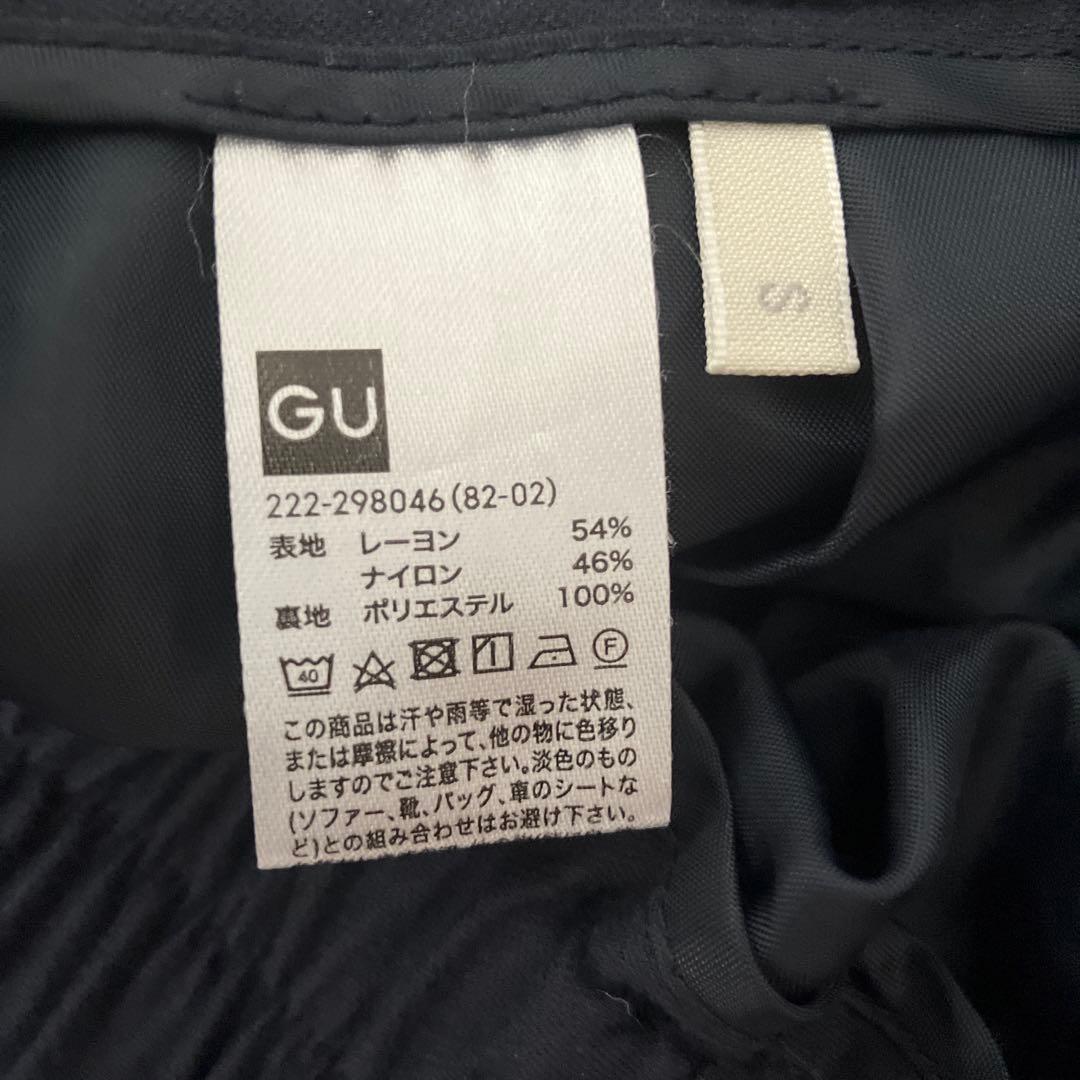 GU
222-298046(82-02)
表地 レーヨン 54%
ナイロン 46%
裏地 ポリエステル 100%
40
F
この商品は汗や雨等で湿った状態、
または摩擦によって、他の物に色移り
しますのでご注意下さい。淡色のもの
(ソファー、靴、バッグ、車のシートな
ど)との組み合わせはお避け下さい。
S